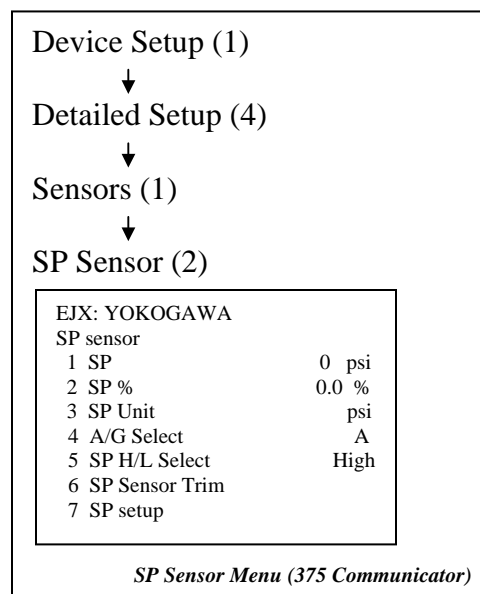 Device Setup (1)
Detailed Setup (4)
Sensors (1)
SP Sensor (2)
EJX: YOKOGAWA
SP sensor
1 SP 0 psi
2 SP % 0.0 %
3 SP Unit psi
4 A/G Select A
5 SP H/L Select High
6 SP Sensor Trim
7 SP setup
SP Sensor Menu (375 Communicator)